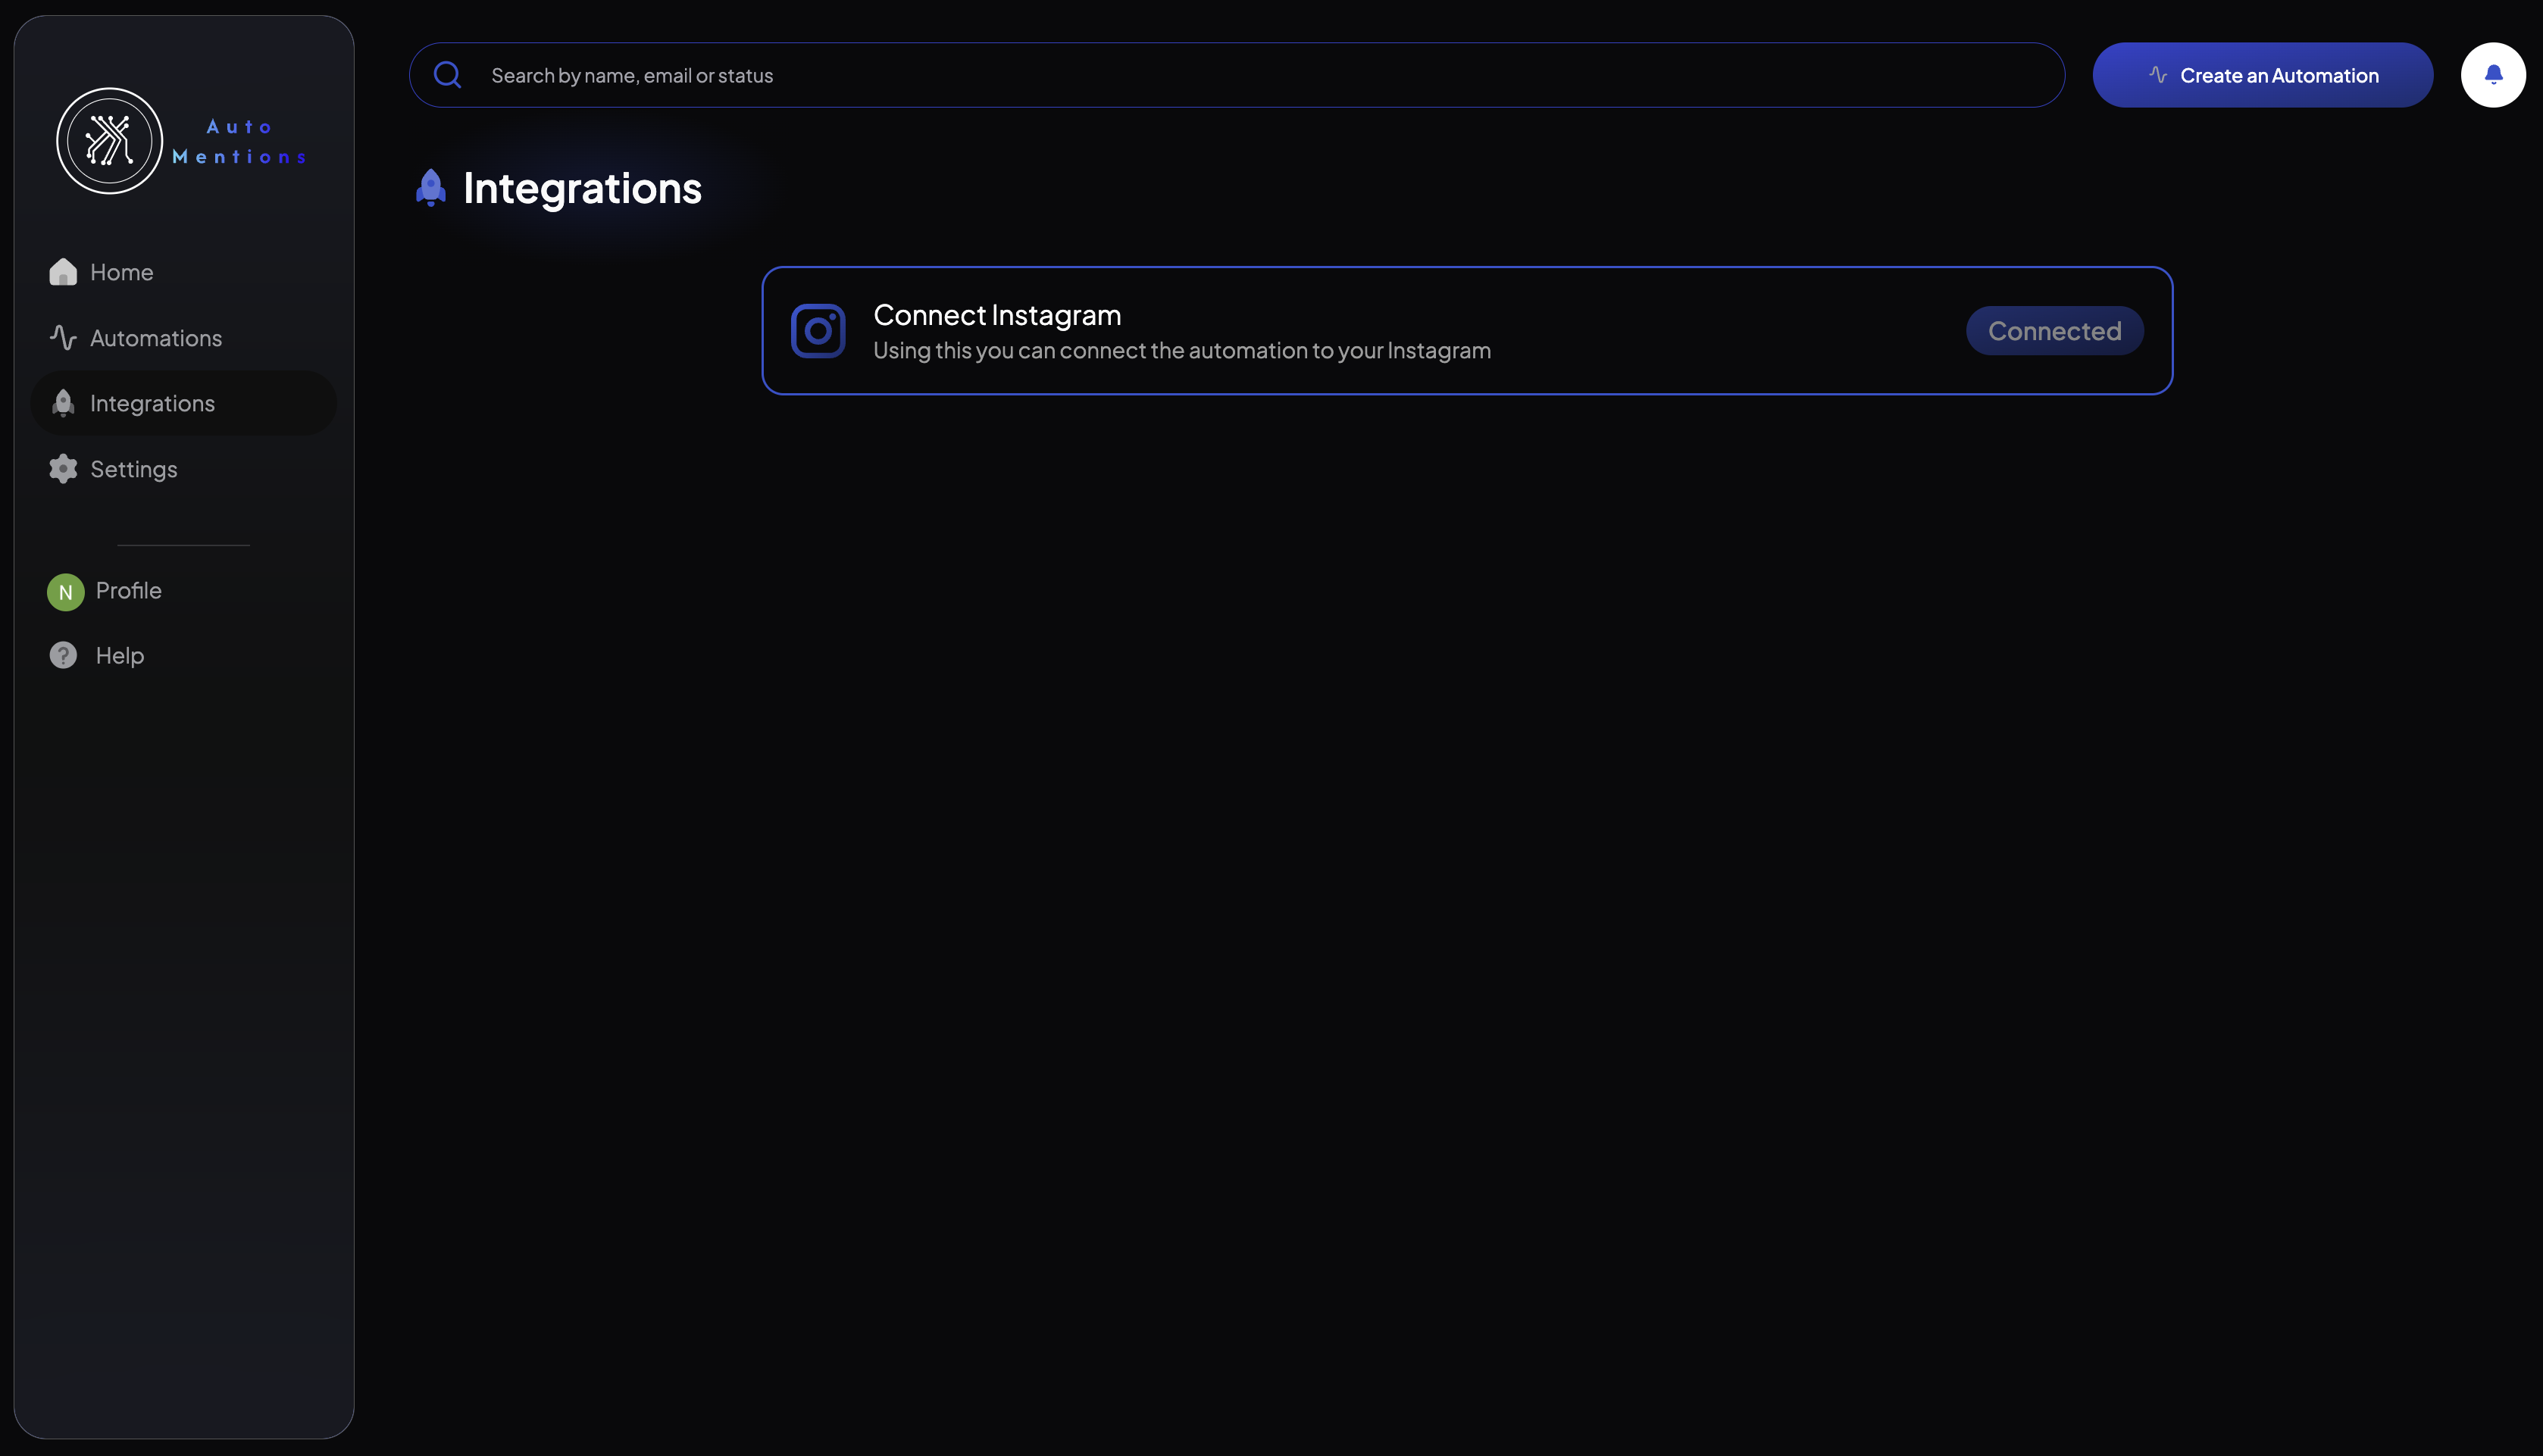 Auto
Mentions
Home
Automations
Integrations
Settings
N
Profile
Help
Search by name, email or status
Create an Automation
Integrations
Connect Instagram
Using this you can connect the automation to your Instagram
Connected